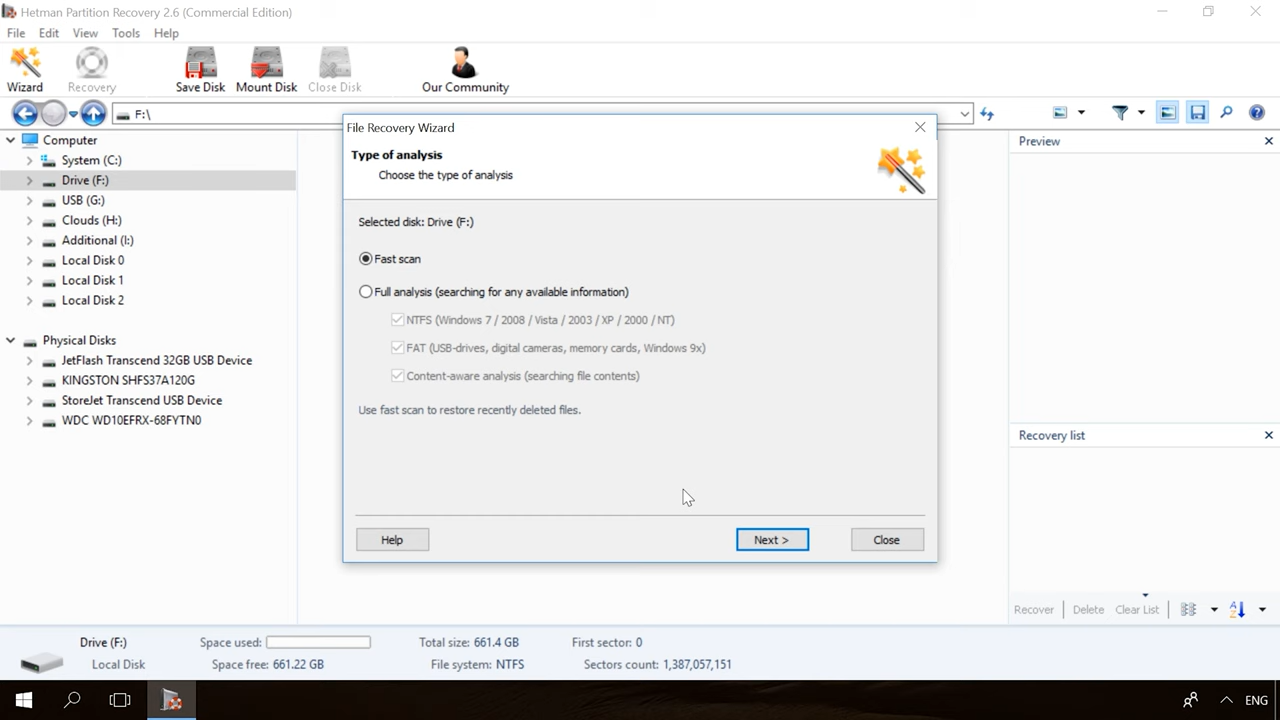 Hetman Partition Recovery 2.6 (Commercial Edition)
File Edit View Tools Help
Wizard Recovery Save Disk Mount Disk Close Disk Our Community
F:\
Computer
System (C:)
Drive (F:)
USB (G:)
Clouds (H:)
Additional (I:)
Local Disk 0
Local Disk 1
Local Disk 2
Physical Disks
JetFlash Transcend 32GB USB Device
KINGSTON SHFS37A120G
StoreJet Transcend USB Device
WDC WD10EFRX-68FYTN0
File Recovery Wizard
Type of analysis
Choose the type of analysis
Selected disk: Drive (F:)
Fast scan
Full analysis (searching for any available information)
NTFS (Windows 7 / 2008 / Vista / 2003 / XP / 2000 / NT)
FAT (USB-drives, digital cameras, memory cards, Windows 9x)
Content-aware analysis (searching file contents)
Use fast scan to restore recently deleted files.
Help Next > Close
Preview
Recovery list
Recover Delete Clear List
Drive (F:) Space used: Total size: 661.4 GB First sector: 0
Local Disk Space free: 661.22 GB File system: NTFS Sectors count: 1,387,057,151
ENG